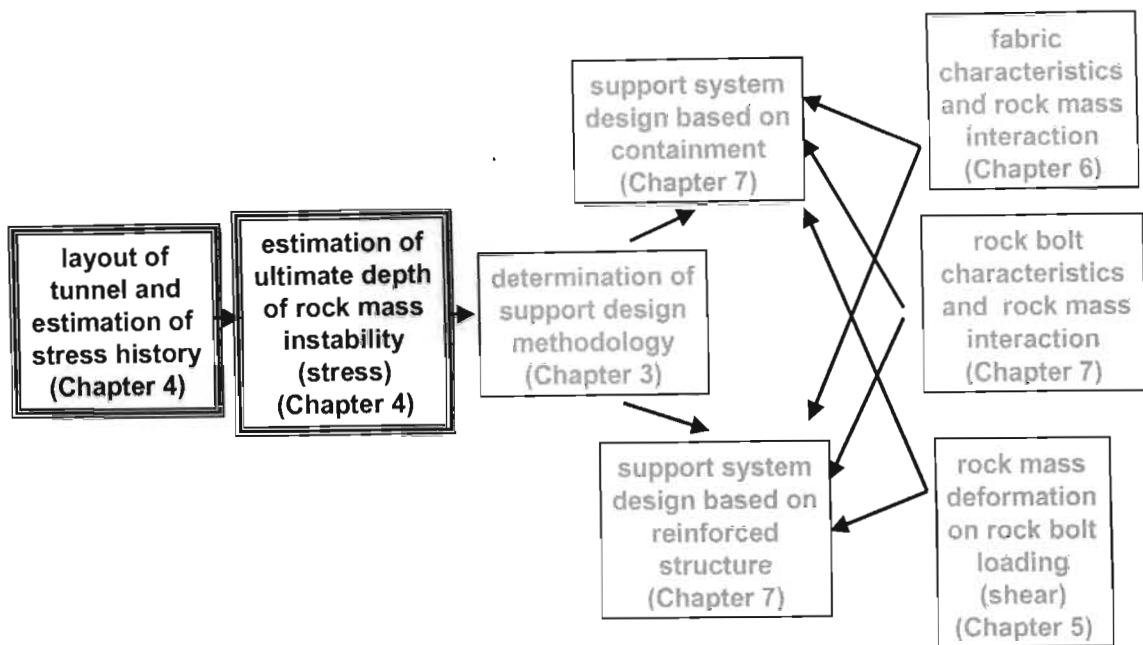 layout of
tunnel and
estimation of
stress history
(Chapter 4)
estimation of
ultimate depth
of rock mass
instability
(stress)
(Chapter 4)
determination of
support design
methodology
(Chapter 3)
support system
design based on
containment
(Chapter 7)
support system
design based on
reinforced
structure
(Chapter 7)
fabric
characteristics
and rock mass
interaction
(Chapter 6)
rock bolt
characteristics
and rock mass
interaction
(Chapter 7)
rock mass
deformation
on rock bolt
loading
(shear)
(Chapter 5)